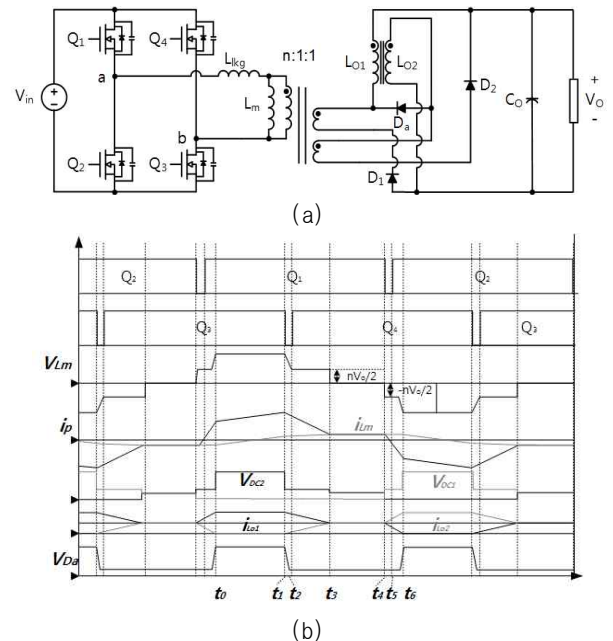 Q1
Q4
Llkg
n:1:1
LO1
LO2
D2
a
Vin
Lm
CO
+
VO
-
Da
b
Q2
Q3
D1
(a)
Q2
Q1
Q2
Q3
Q4
Q3
VLm
nVo/2
-nVo/2
ip
iLm
VDC2
VDC1
iLo1
iLo2
VDa
t0
t1
t2
t3
t4
t5
t6
(b)